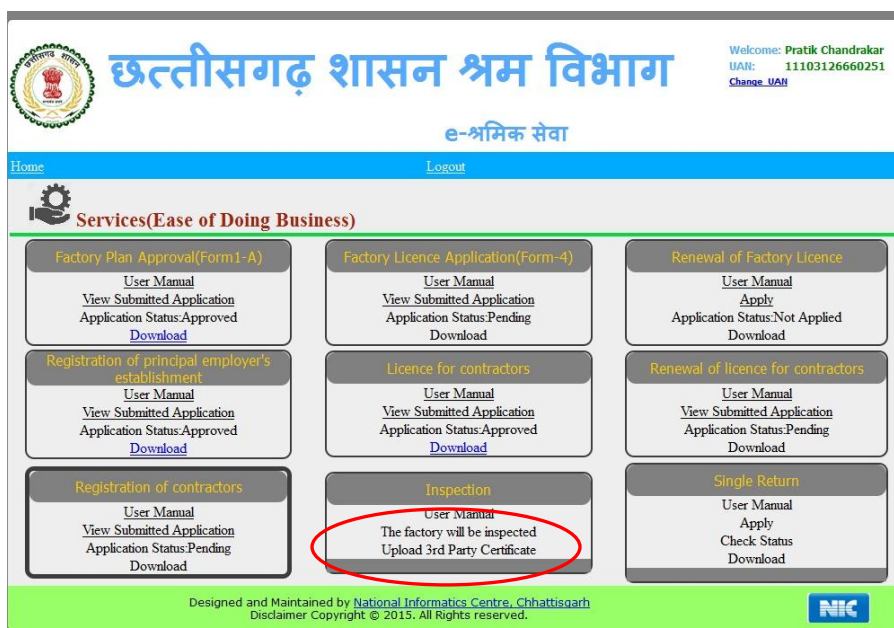 छत्तीसगढ़ शासन श्रम विभाग
Welcome: Pratik Chandrakar
UAN: 11103126660251
Change UAN
e-श्रमिक सेवा
Home
Logout
Services(Ease of Doing Business)
Factory Plan Approval(Form1-A)
User Manual
View Submitted Application
Application Status:Approved
Download
Factory Licence Application(Form-4)
User Manual
View Submitted Application
Application Status:Pending
Download
Renewal of Factory Licence
User Manual
Apply
Application Status:Not Applied
Download
Registration of principal employer's
establishment
User Manual
View Submitted Application
Application Status:Approved
Download
Licence for contractors
User Manual
View Submitted Application
Application Status:Approved
Download
Renewal of licence for contractors
User Manual
View Submitted Application
Application Status:Pending
Download
Registration of contractors
User Manual
View Submitted Application
Application Status:Pending
Download
Inspection
User Manual
The factory will be inspected
Upload 3rd Party Certificate
Single Return
User Manual
Apply
Check Status
Download
Designed and Maintained by National Informatics Centre, Chhattisgarh
Disclaimer Copyright © 2015. All Rights reserved.
NIC